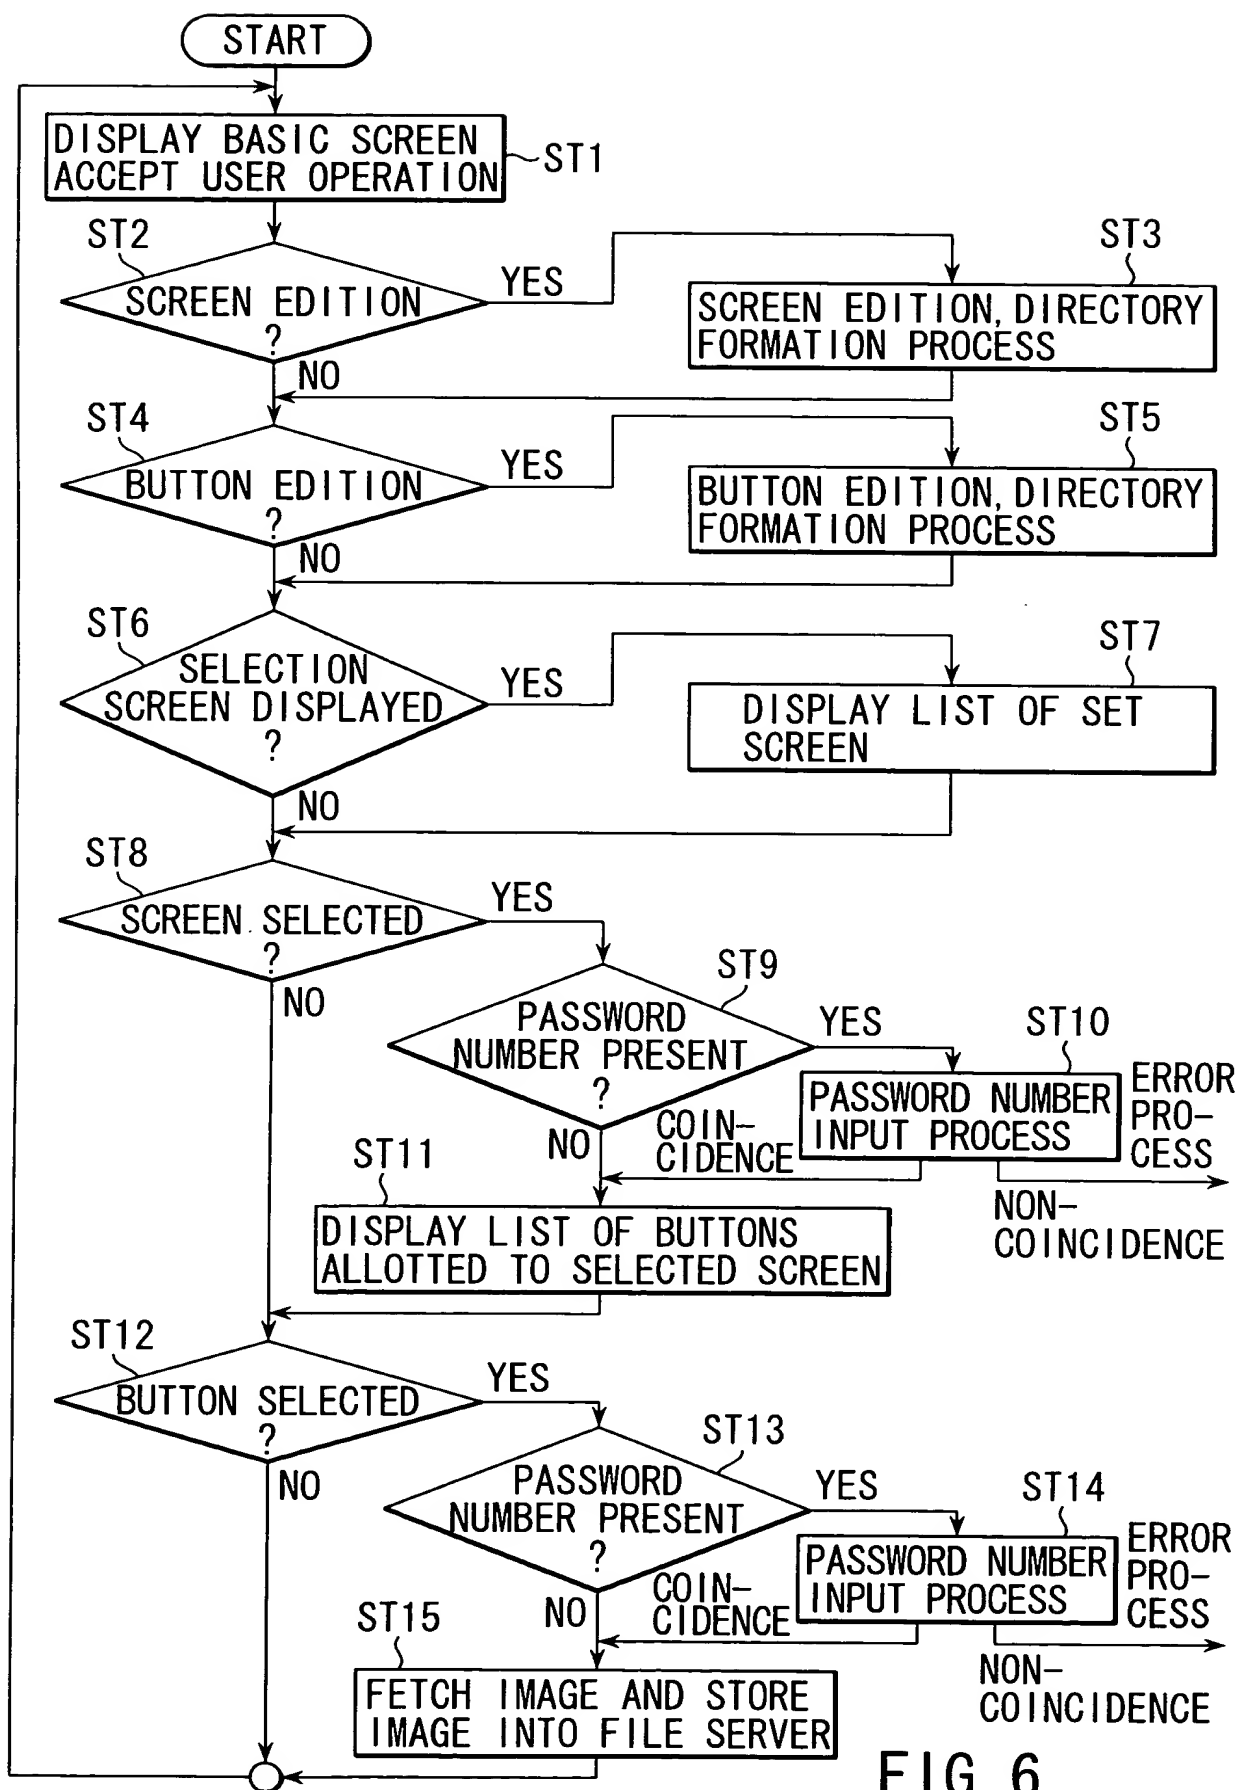 START
DISPLAY BASIC SCREEN
ACCEPT USER OPERATION
ST1
ST2
SCREEN EDITION
?
YES
NO
ST3
SCREEN EDITION, DIRECTORY
FORMATION PROCESS
ST4
BUTTON EDITION
?
YES
NO
ST5
BUTTON EDITION, DIRECTORY
FORMATION PROCESS
ST6
SELECTION
SCREEN DISPLAYED
?
YES
NO
ST7
DISPLAY LIST OF SET
SCREEN
ST8
SCREEN SELECTED
?
YES
NO
ST9
PASSWORD
NUMBER PRESENT
?
YES
NO
ST10
PASSWORD NUMBER
INPUT PROCESS
COIN-
CIDENCE
ERROR
PRO-
CESS
NON-
COINCIDENCE
ST11
DISPLAY LIST OF BUTTONS
ALLOTTED TO SELECTED SCREEN
ST12
BUTTON SELECTED
?
YES
NO
ST13
PASSWORD
NUMBER PRESENT
?
YES
NO
ST14
PASSWORD NUMBER
INPUT PROCESS
COIN-
CIDENCE
ERROR
PRO-
CESS
NON-
COINCIDENCE
ST15
FETCH IMAGE AND STORE
IMAGE INTO FILE SERVER
FIG. 6